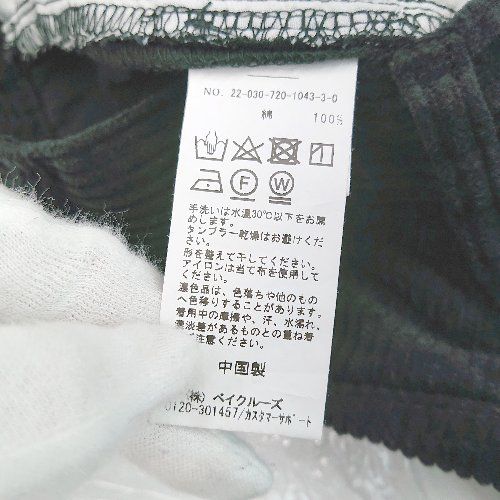 NO. 22-030-720-1043-3-0
綿 100%
手洗いは水温30℃以下をお薦
めします。
タンブラー乾燥はお避けくださ
い。
形を整えて干してください。
アイロンは当て布を使用して
ください。
濃色品は、色落ちや他のもの
へ色移りすることがあります。
着用中の摩擦や、汗、水濡れ、
濃淡差があるものとの重ね着
ご注意ください。
中国製
(株) ベイクルーズ
0120-301457/カスタマーサポート